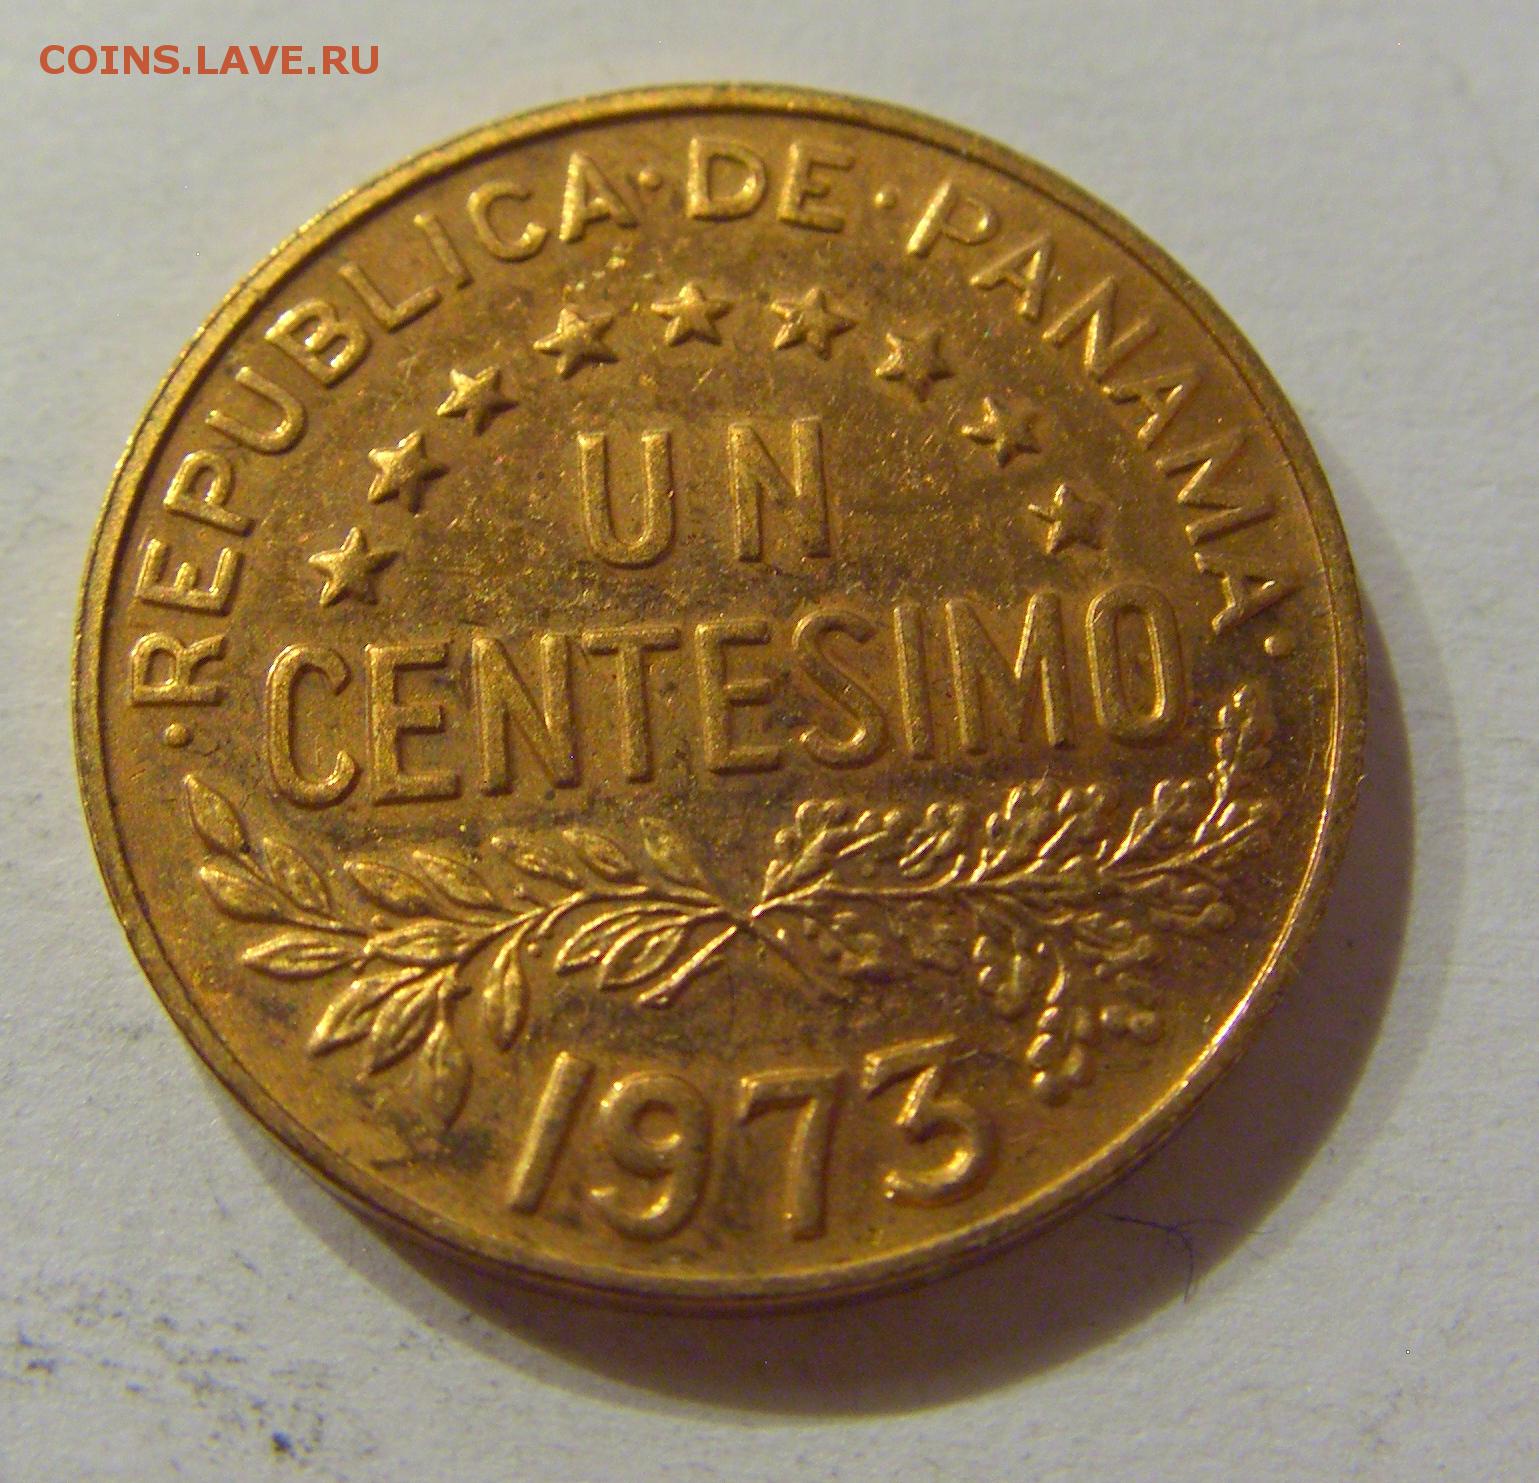 COINS.LAVE.RU
·REPUBLICA·DE·PANAMA·
UN
CENTESIMO
1973